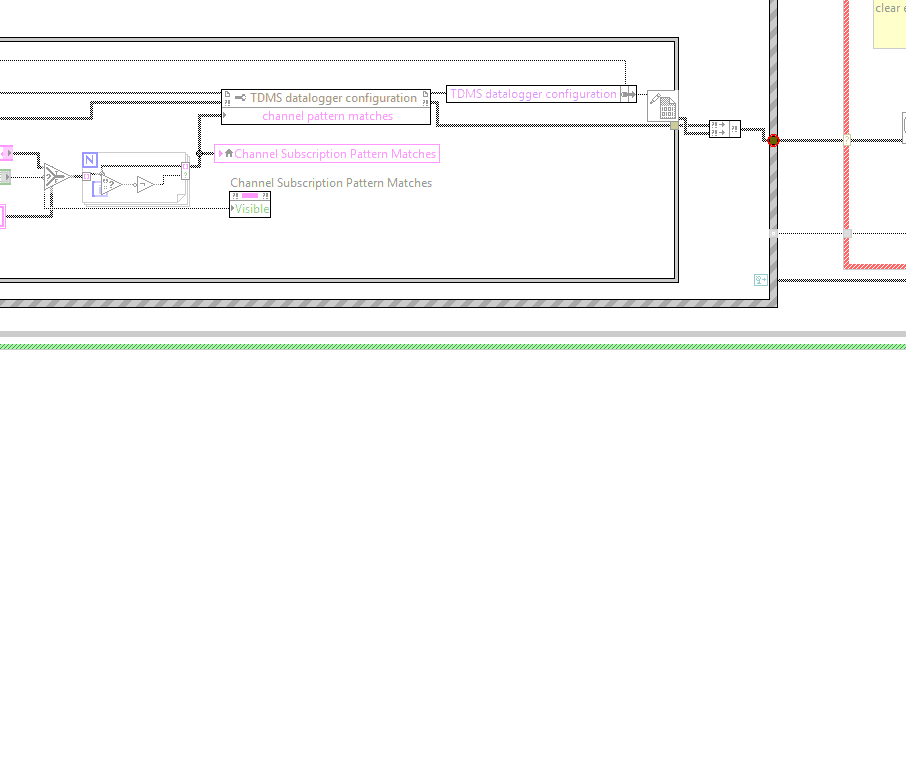 clear e
TDMS datalogger configuration
TDMS datalogger configuration
channel pattern matches
Channel Subscription Pattern Matches
N
Channel Subscription Pattern Matches
Visible